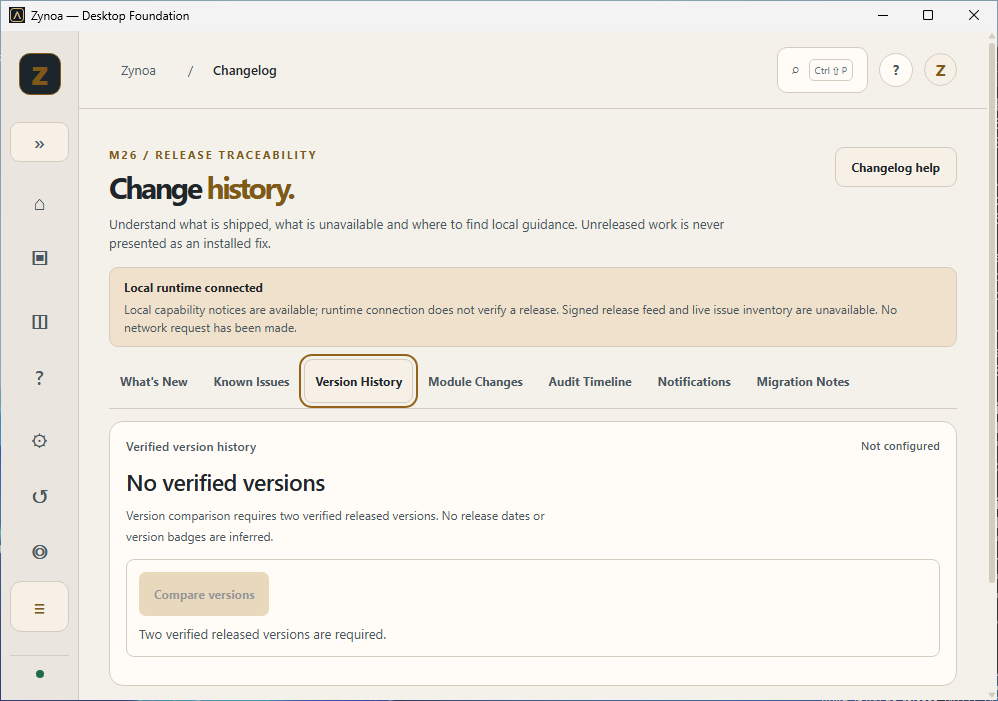 Zynoa — Desktop Foundation
Z
Zynoa / Changelog
Ctrl ⇧ P
?
Z
»
?
M26 / RELEASE TRACEABILITY
Change history.
Changelog help
Understand what is shipped, what is unavailable and where to find local guidance. Unreleased work is never
presented as an installed fix.
Local runtime connected
Local capability notices are available; runtime connection does not verify a release. Signed release feed and live issue inventory are unavailable. No
network request has been made.
What's New Known Issues Version History Module Changes Audit Timeline Notifications Migration Notes
Verified version history
Not configured
No verified versions
Version comparison requires two verified released versions. No release dates or
version badges are inferred.
Compare versions
Two verified released versions are required.